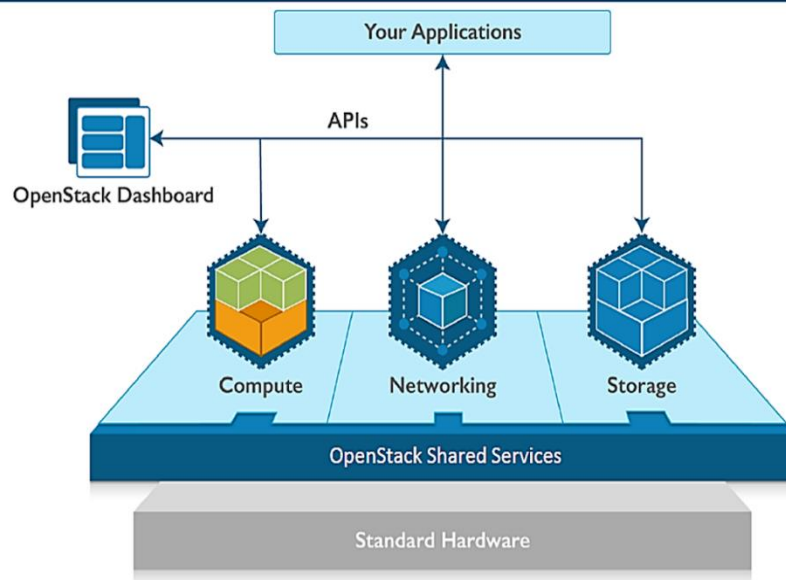 Your Applications
APIs
OpenStack Dashboard
Compute
Networking
Storage
OpenStack Shared Services
Standard Hardware